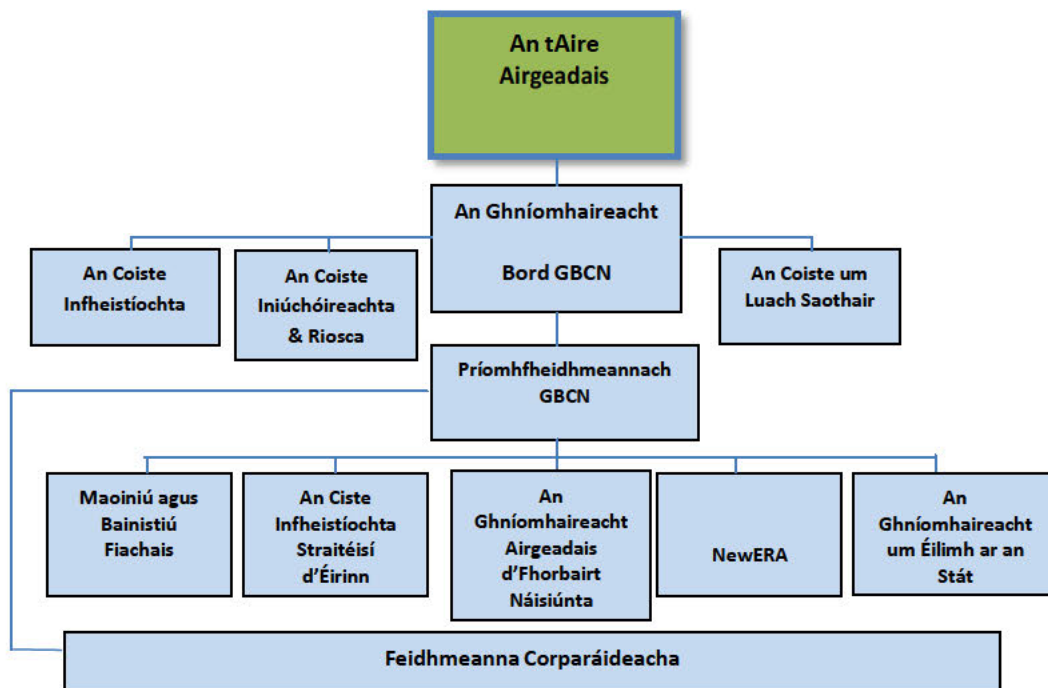 An tAire
Airgeadais
An Ghníomhaireacht
Bord GBCN
An Coiste
Infheistíochta
An Coiste
Iniúchóireachta
& Riosca
An Coiste um
Luach Saothair
Príomhfheidhmeannach
GBCN
Maoiniú agus
Bainistiú
Fiachais
An Ciste
Infheistíochta
Straitéisí
d’Éirinn
An
Ghníomhaireacht
Airgeadais
d’Fhorbairt
Náisiúnta
NewERA
An
Ghníomhaireacht
um Éilimh ar an
Stát
Feidhmeanna Corparáideacha